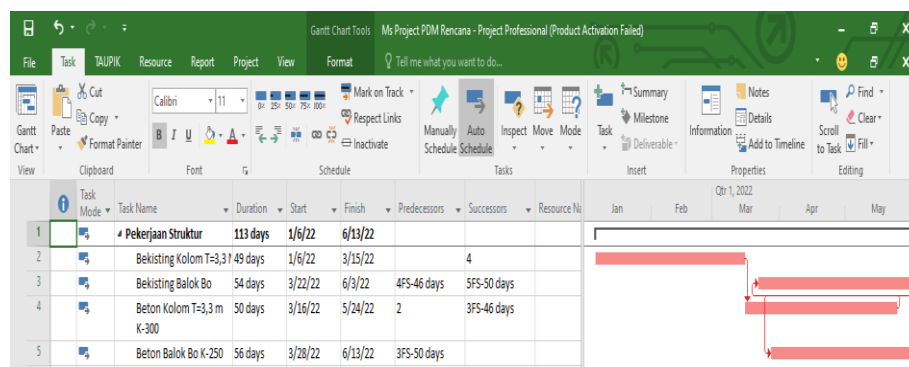 Gantt Chart Tools Ms Project PDM Rencana - Project Professional (Product Activation Failed)
File Task TAUPIK Resource Report Project View Format Tell me what you want to do...
Gantt Chart
View
Paste
Cut
Copy
Format Painter
Clipboard
Calibri 11
B I U A
Font
0% 25% 50% 75% 100%
Mark on Track
Respect Links
Inactivate
Schedule
Manually Schedule
Auto Schedule
Inspect Move Mode
Tasks
Task
Summary
Milestone
Deliverable
Insert
Information
Notes
Details
Add to Timeline
Properties
Scroll to Task
Find
Clear
Fill
Editing
Task Mode Task Name Duration Start Finish Predecessors Successors Resource Na
Qtr 1, 2022
Jan Feb Mar Apr May
1 Pekerjaan Struktur 113 days 1/6/22 6/13/22
2 Bekisting Kolom T=3,3 49 days 1/6/22 3/15/22 4
3 Bekisting Balok Bo 54 days 3/22/22 6/3/22 4FS-46 days 5FS-50 days
4 Beton Kolom T=3,3 m 50 days 3/16/22 5/24/22 2 3FS-46 days
K-300
5 Beton Balok Bo K-250 56 days 3/28/22 6/13/22 3FS-50 days